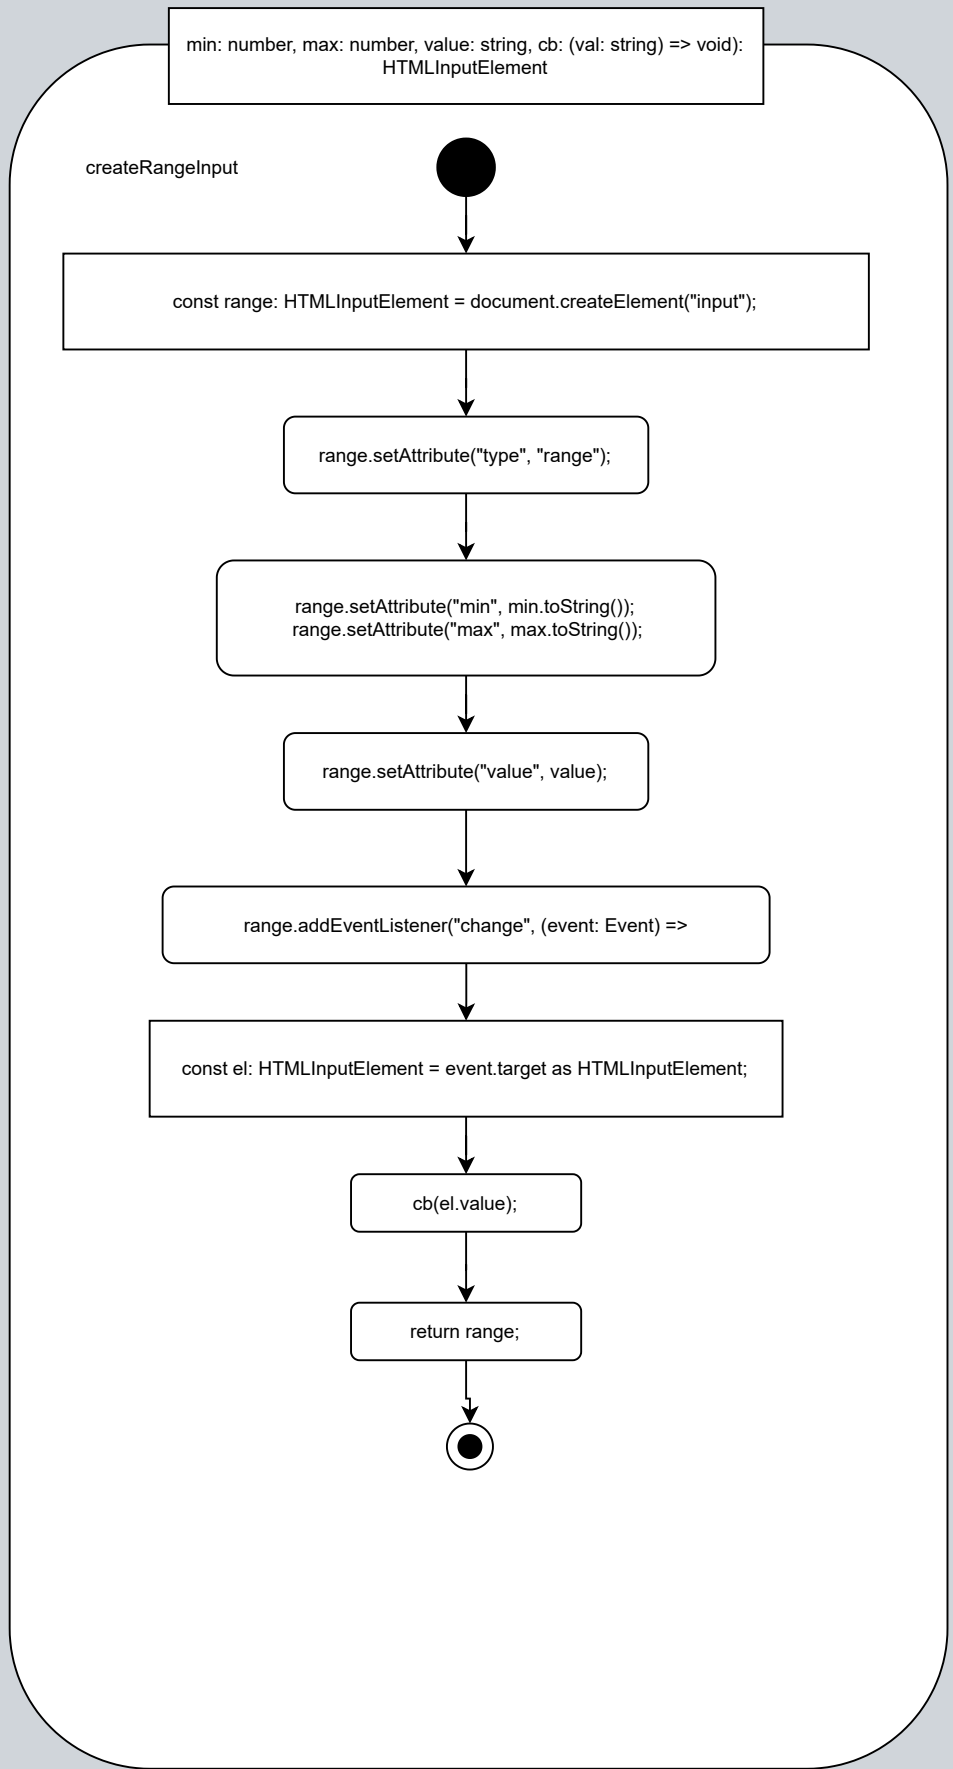 min: number, max: number, value: string, cb: (val: string) => void):
HTMLInputElement
createRangeInput
const range: HTMLInputElement = document.createElement("input");
range.setAttribute("type", "range");
range.setAttribute("min", min.toString());
range.setAttribute("max", max.toString());
range.setAttribute("value", value);
range.addEventListener("change", (event: Event) =>
const el: HTMLInputElement = event.target as HTMLInputElement;
cb(el.value);
return range;